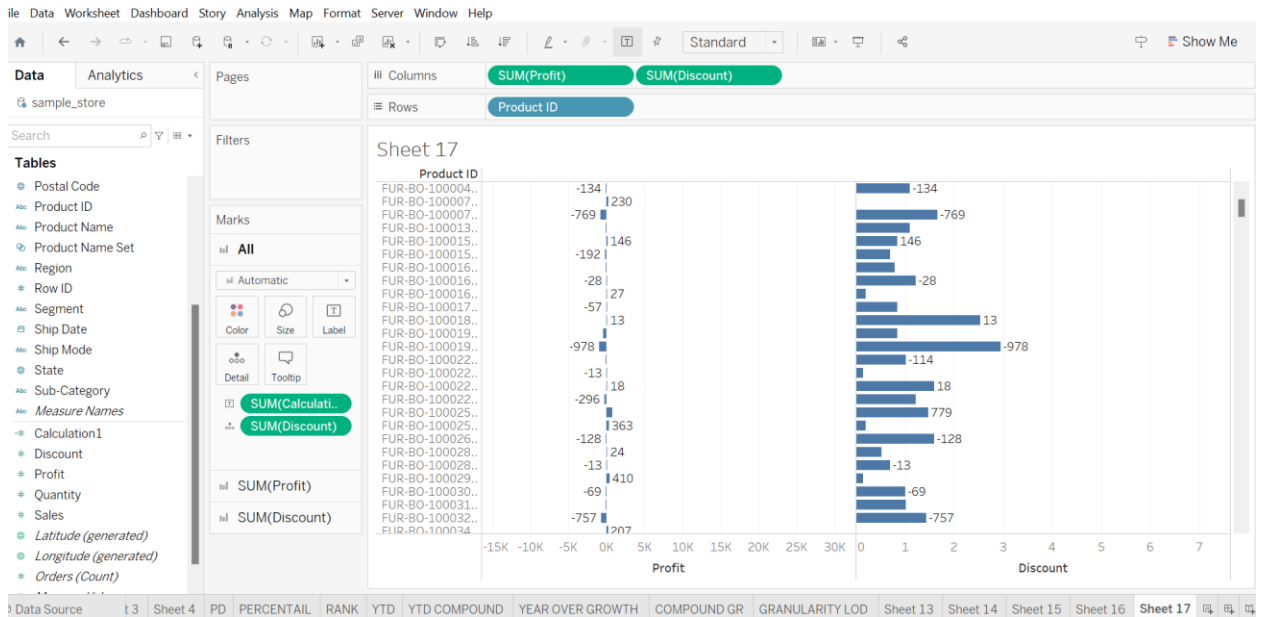 ile Data Worksheet Dashboard Story Analysis Map Format Server Window Help
Standard
Show Me
Data Analytics
sample_store
Search
Tables
Postal Code
Abc Product ID
Abc Product Name
Product Name Set
Abc Region
# Row ID
Abc Segment
Ship Date
Abc Ship Mode
State
Abc Sub-Category
Abc Measure Names
=# Calculation1
# Discount
# Profit
# Quantity
# Sales
Latitude (generated)
Longitude (generated)
# Orders (Count)
Pages
Filters
Marks
All
Automatic
Color Size Label
Detail Tooltip
SUM(Calculati..
SUM(Discount)
SUM(Profit)
SUM(Discount)
iii Columns SUM(Profit) SUM(Discount)
Rows Product ID
Sheet 17
Product ID
FUR-BO-100004.. -134 -134
FUR-BO-100007.. 230
FUR-BO-100007.. -769 -769
FUR-BO-100013..
FUR-BO-100015.. 146 146
FUR-BO-100015.. -192
FUR-BO-100016..
FUR-BO-100016.. -28 -28
FUR-BO-100016.. 27
FUR-BO-100017.. -57
FUR-BO-100018.. 13 13
FUR-BO-100019..
FUR-BO-100019.. -978 -978
FUR-BO-100022.. -114
FUR-BO-100022.. -13
FUR-BO-100022.. 18 18
FUR-BO-100022.. -296
FUR-BO-100025.. 779
FUR-BO-100025.. 363
FUR-BO-100026.. -128 -128
FUR-BO-100028.. 24
FUR-BO-100028.. -13 -13
FUR-BO-100029.. 410
FUR-BO-100030.. -69 -69
FUR-BO-100031..
FUR-BO-100032.. -757 -757
FUR-BO-100034 207
-15K -10K -5K 0K 5K 10K 15K 20K 25K 30K 0 1 2 3 4 5 6 7
Profit Discount
Data Source t 3 Sheet 4 PD PERCENTAIL RANK YTD YTD COMPOUND YEAR OVER GROWTH COMPOUND GR GRANULARITY LOD Sheet 13 Sheet 14 Sheet 15 Sheet 16 Sheet 17